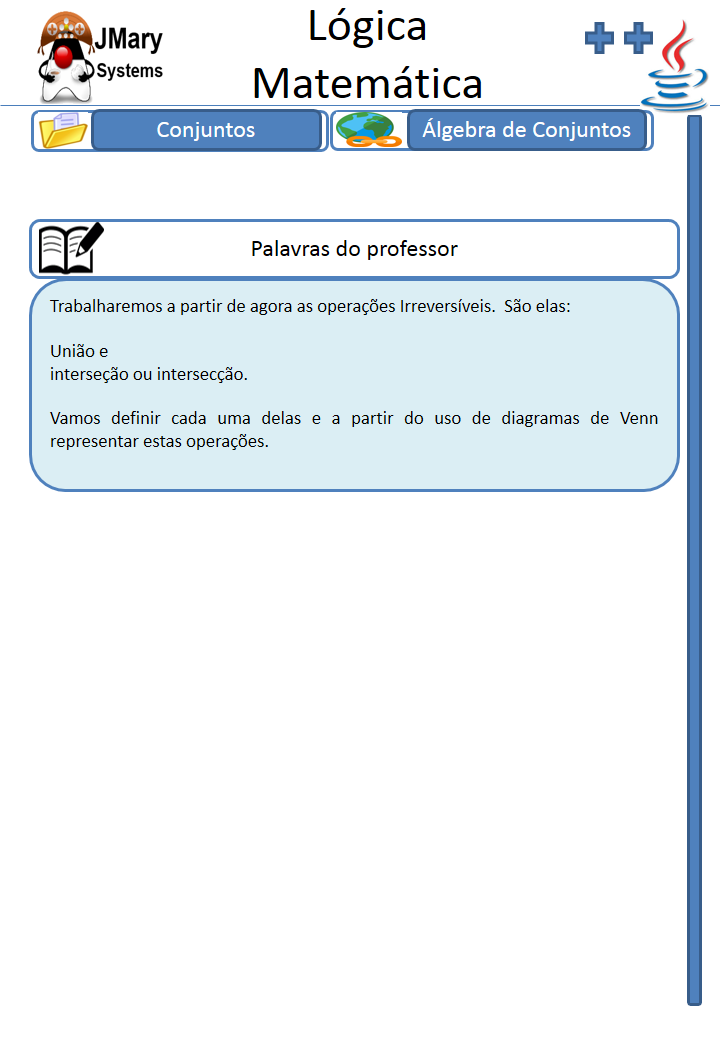 JMary
Systems
Lógica
Matemática
Conjuntos
Álgebra de Conjuntos
Palavras do professor
Trabalharemos a partir de agora as operações Irreversíveis.  São elas:
União e
interseção ou intersecção.
Vamos definir cada uma delas e a partir do uso de diagramas de Venn
representar estas operações.